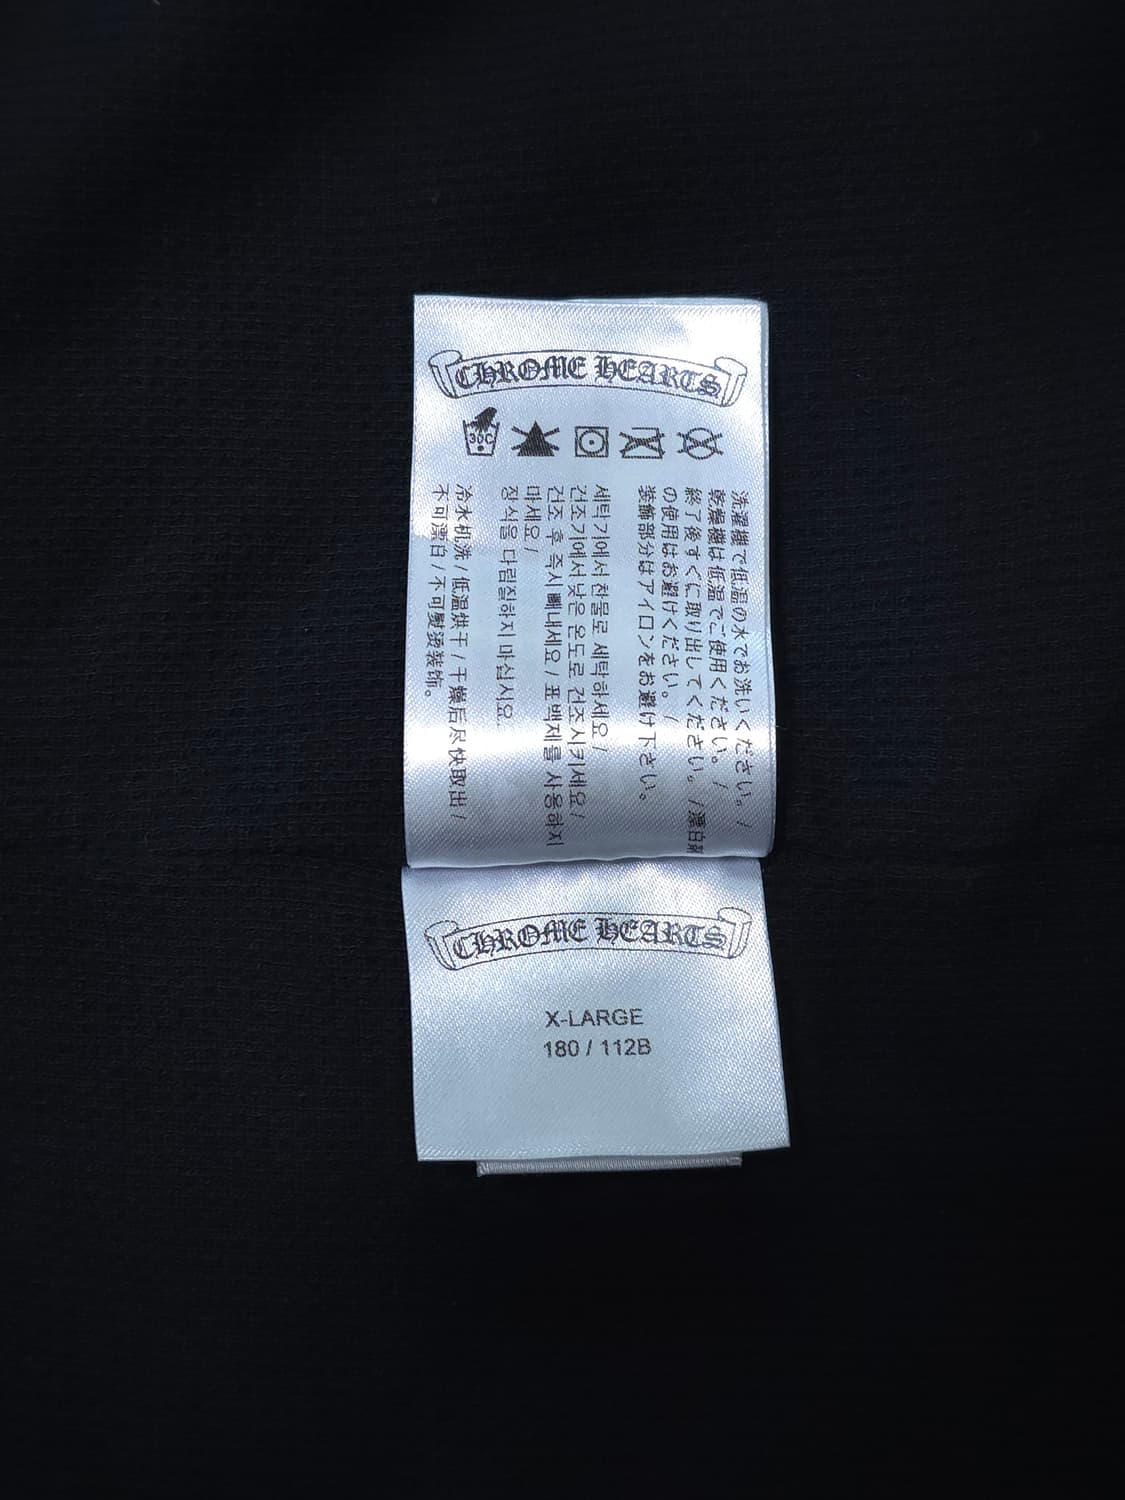 CHROME HEARTS
30C
洗濯機で低温の水でお洗いください。/
乾燥機は低温でご使用ください。/
終了後すぐに取り出してください。/漂白剤
の使用はお避けください。/
装飾部分はアイロンをお避け下さい。
세탁기에서 찬물로 세탁하세요 /
건조기에서 낮은 온도로 건조시키세요 /
건조 후 즉시 빼내세요 / 표백제를 사용하지
마세요 /
장식을 다림질하지 마십시오.
冷水机洗 / 低温烘干 / 干燥后尽快取出 /
不可漂白 / 不可熨烫装饰。
CHROME HEARTS
X-LARGE
180 / 112B